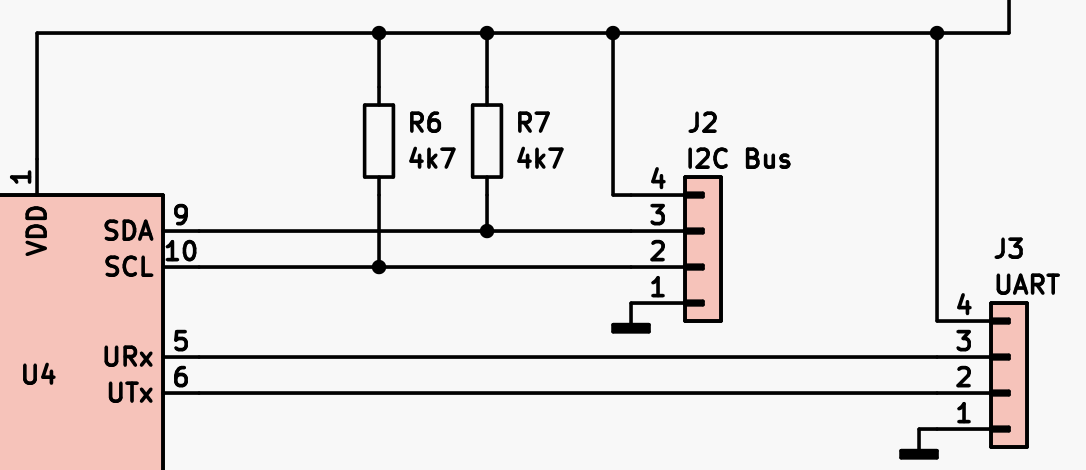 R6
4k7
R7
4k7
J2
I2C Bus
1
VDD
SDA
9
SCL
10
4
3
2
1
J3
UART
URx
5
UTx
6
U4
4
3
2
1